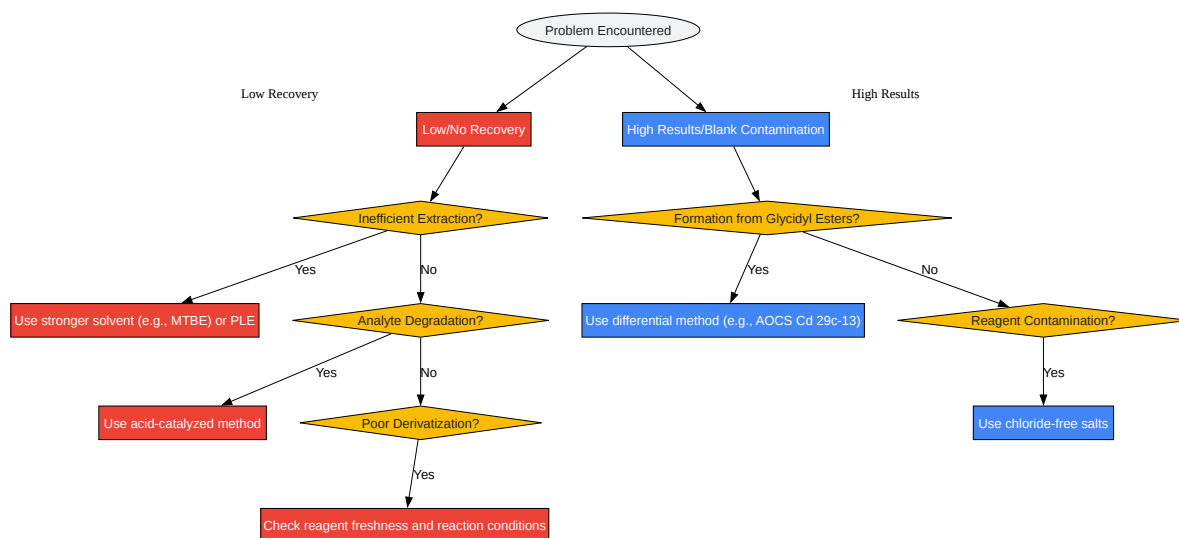 Problem Encountered
Low Recovery
High Results
Low/No Recovery
High Results/Blank Contamination
Inefficient Extraction?
Formation from Glycidyl Esters?
Yes
No
Yes
No
Use stronger solvent (e.g., MTBE) or PLE
Analyte Degradation?
Use differential method (e.g., AOCS Cd 29c-13)
Reagent Contamination?
Yes
No
Yes
Use acid-catalyzed method
Poor Derivatization?
Use chloride-free salts
Yes
Check reagent freshness and reaction conditions